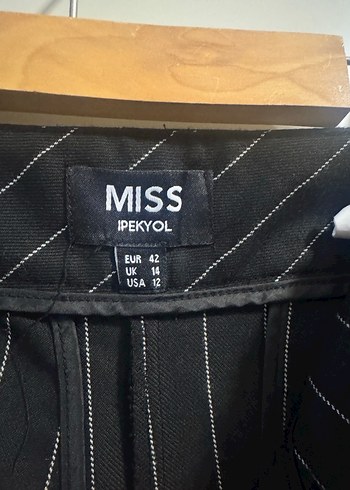 MISS
IPEKYOL
EUR 42
UK 14
USA 12